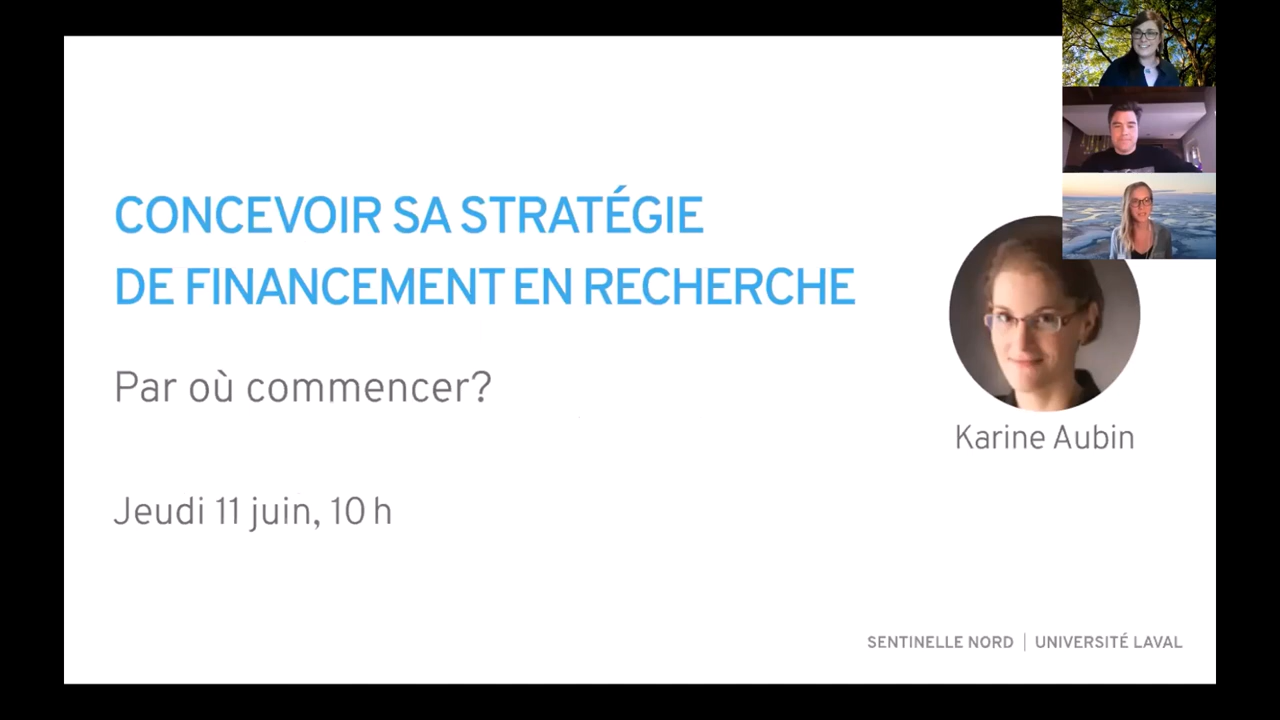 CONCEVOIR SA STRATÉGIE
DE FINANCEMENT EN RECHERCHE
Par où commencer?
Karine Aubin
Jeudi 11 juin, 10 h
SENTINELLE NORD | UNIVERSITÉ LAVAL